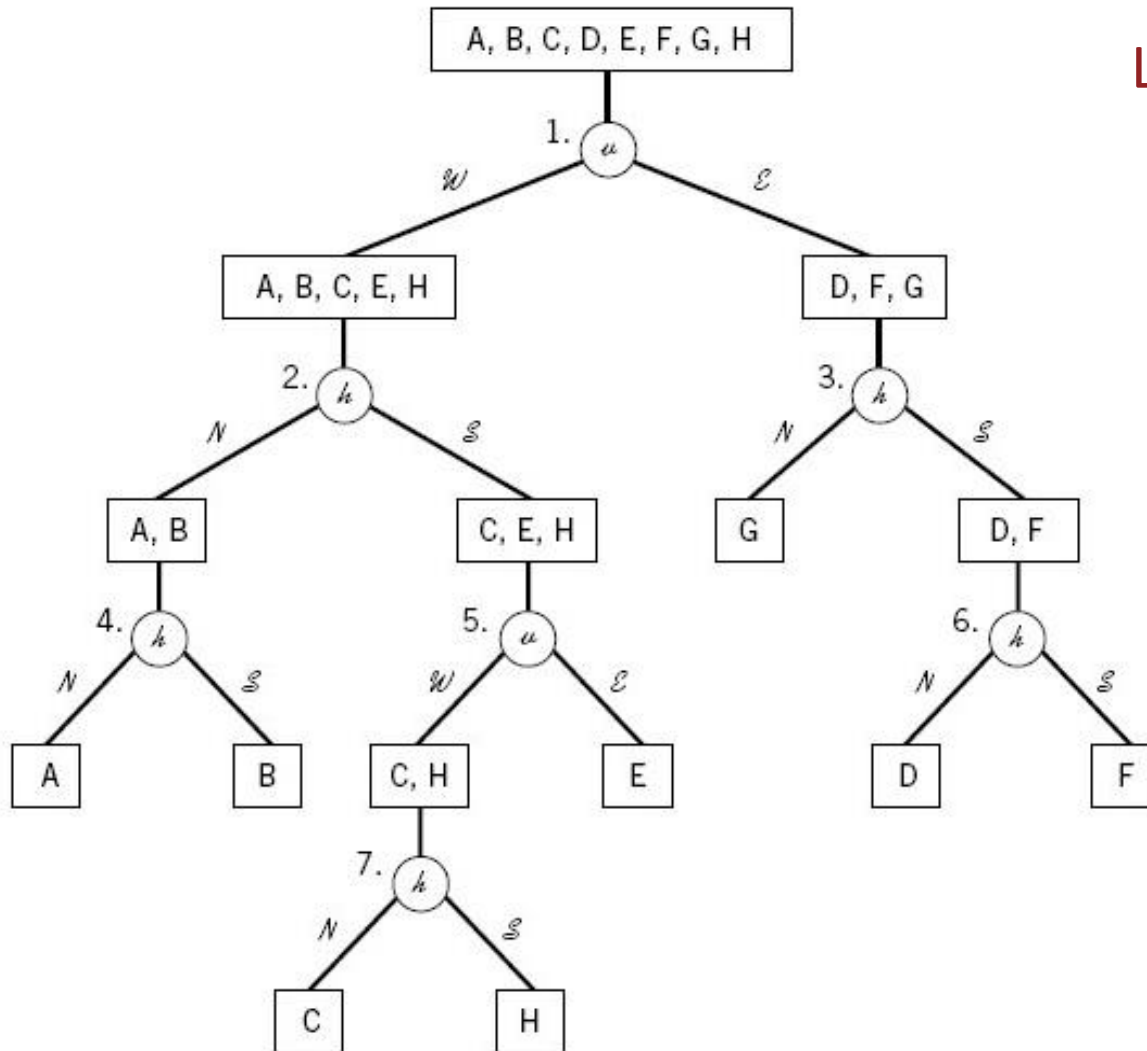 A, B, C, D, E, F, G, H
L
1. v
W E
A, B, C, E, H D, F, G
2. h 3. h
N S N S
A, B C, E, H G D, F
4. h 5. v 6. h
N S W E N S
A B C, H E D F
7. h
N S
C H